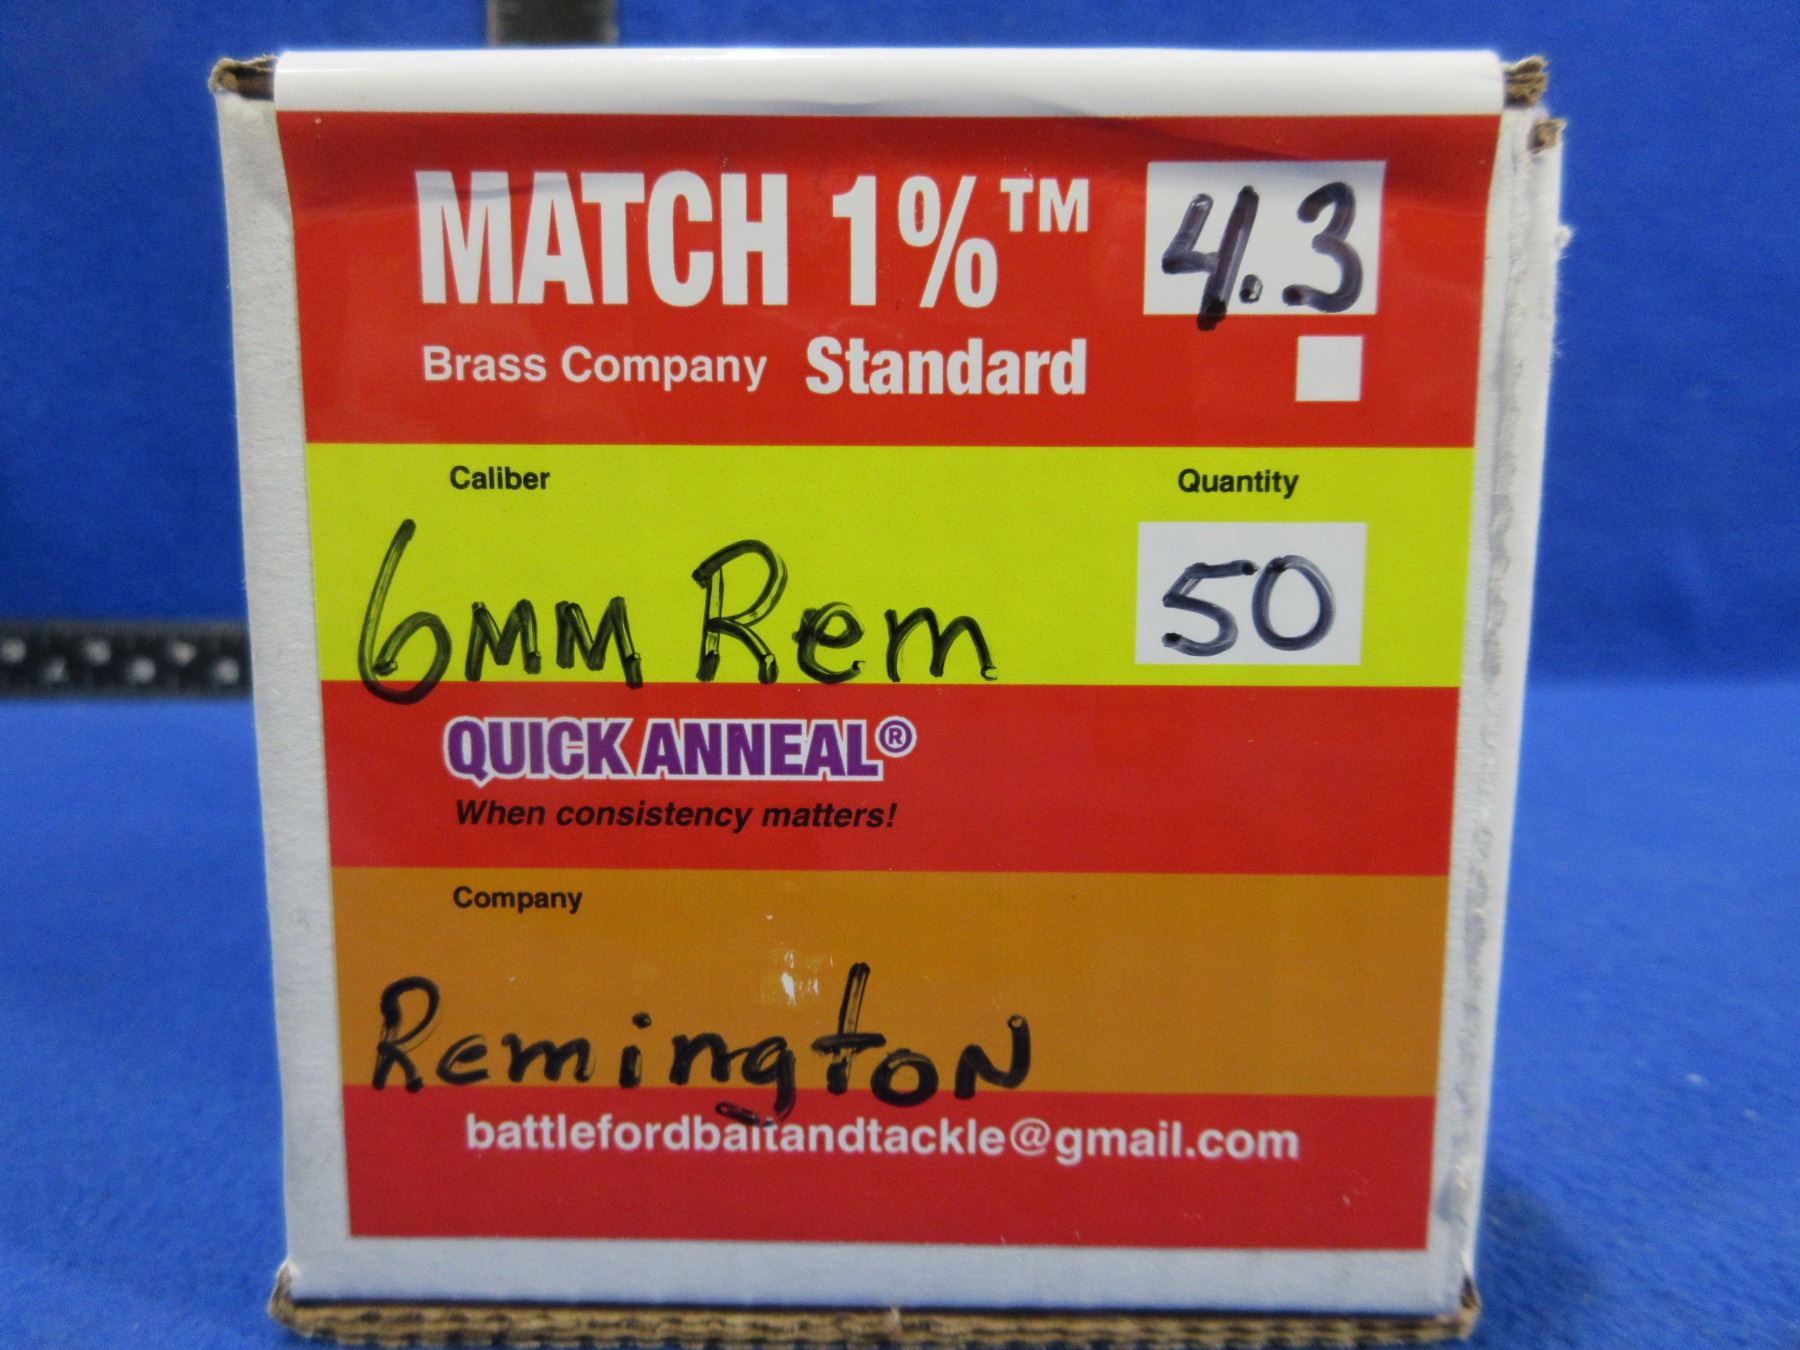 MATCH 1%™ 4.3
Brass Company Standard
Caliber Quantity
6MM Rem 50
QUICK ANNEAL®
When consistency matters!
Company
Remington
battlefordbaitandtackle@gmail.com